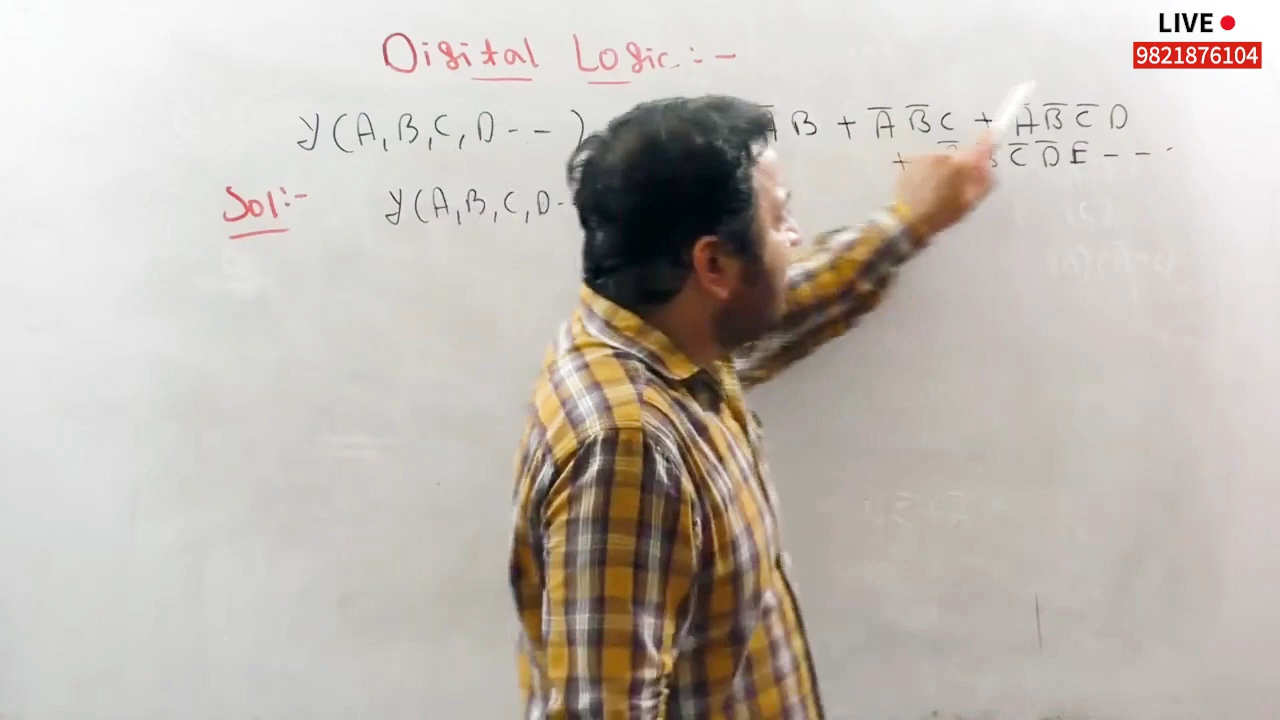 LIVE
9821876104
Digital Logic :-
y(A,B,C,D--) B + A̅ B̅ C + A̅ B̅ C̅ D
+ C̅ D̅ E ---
Sol:- y(A,B,C,D-